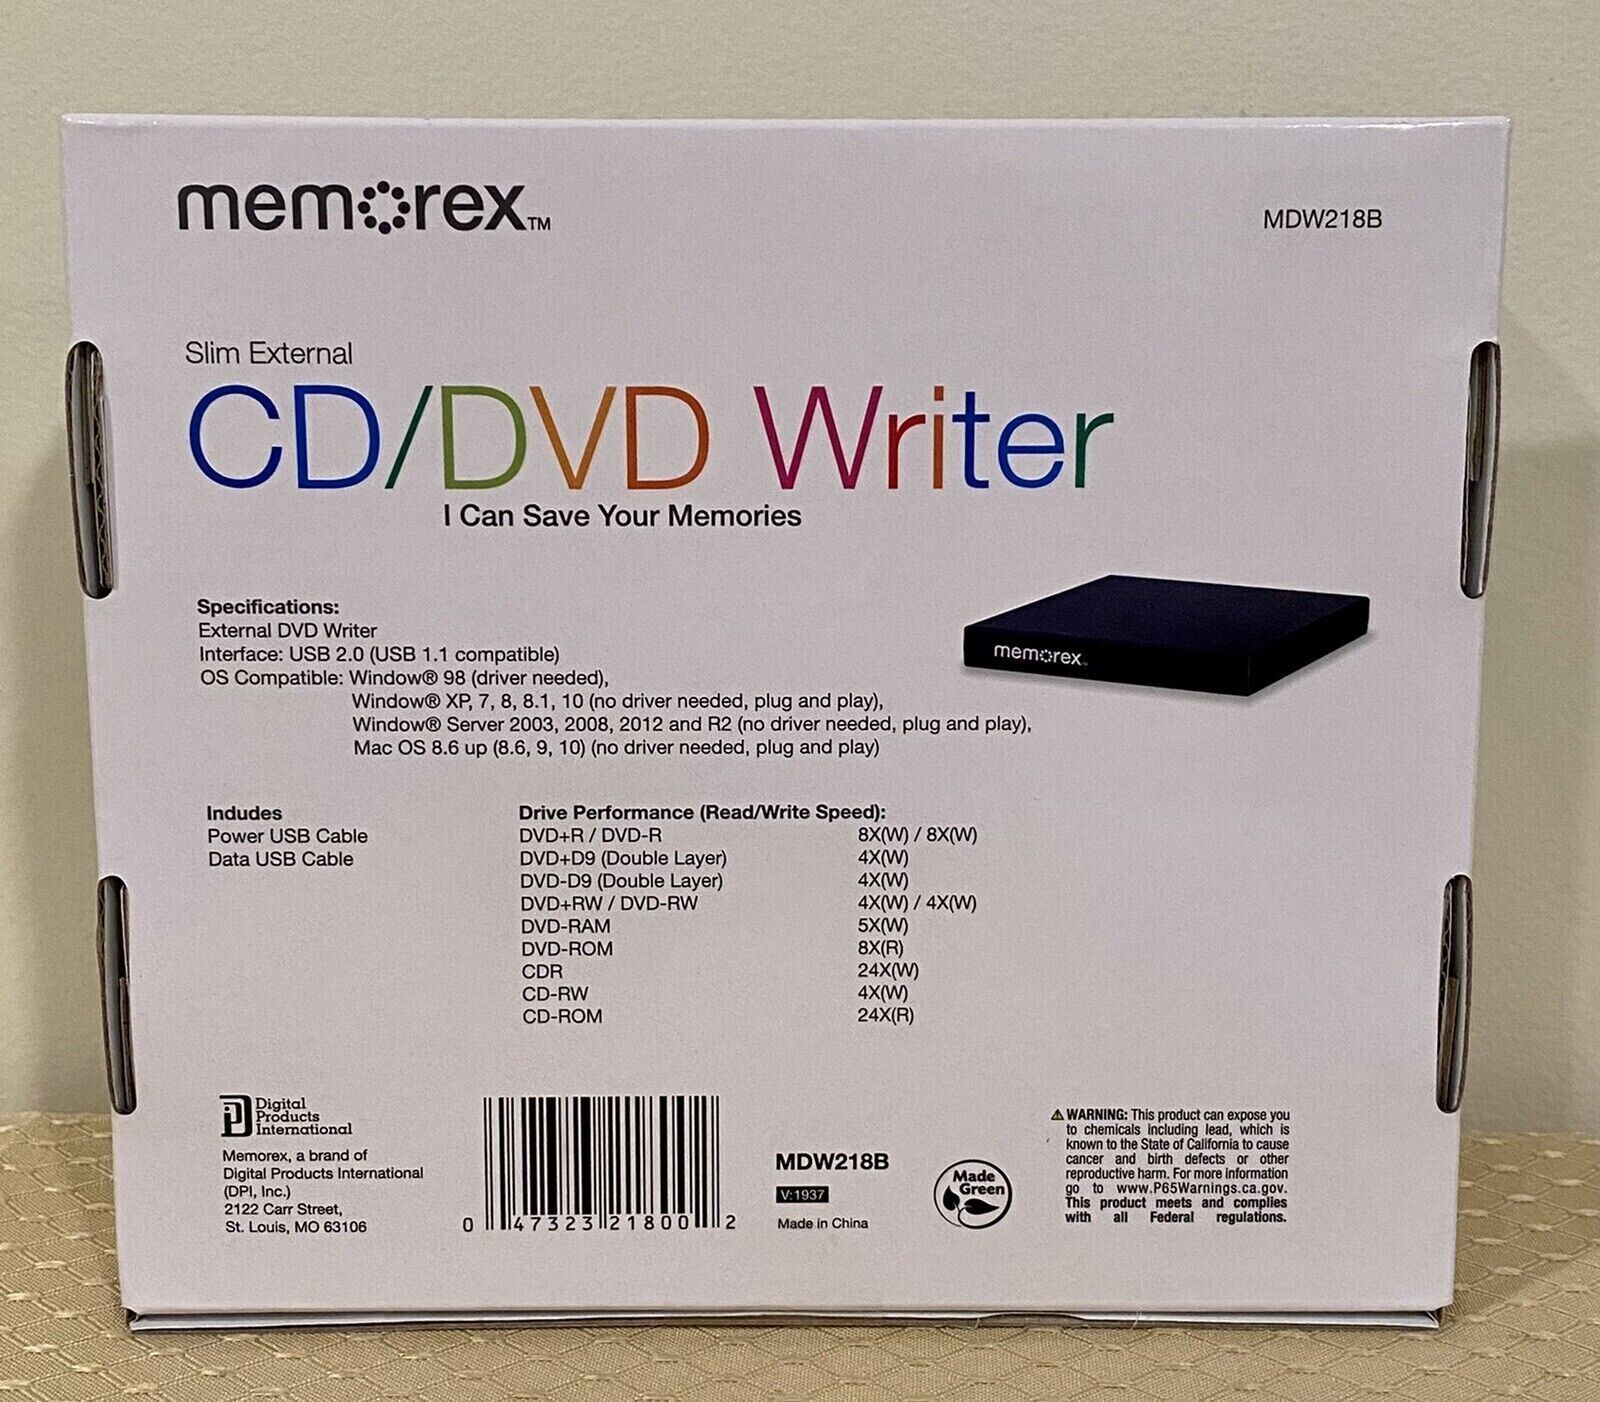 memorex™
MDW218B
Slim External
CD/DVD Writer
I Can Save Your Memories
Specifications:
External DVD Writer
Interface: USB 2.0 (USB 1.1 compatible)
OS Compatible: Window® 98 (driver needed),
Window® XP, 7, 8, 8.1, 10 (no driver needed, plug and play),
Window® Server 2003, 2008, 2012 and R2 (no driver needed, plug and play),
Mac OS 8.6 up (8.6, 9, 10) (no driver needed, plug and play)
memorex™
Indudes
Power USB Cable
Data USB Cable
Drive Performance (Read/Write Speed):
DVD+R / DVD-R 8X(W) / 8X(W)
DVD+D9 (Double Layer) 4X(W)
DVD-D9 (Double Layer) 4X(W)
DVD+RW / DVD-RW 4X(W) / 4X(W)
DVD-RAM 5X(W)
DVD-ROM 8X(R)
CDR 24X(W)
CD-RW 4X(W)
CD-ROM 24X(R)
Digital
Products
International
Memorex, a brand of
Digital Products International
(DPI, Inc.)
2122 Carr Street,
St. Louis, MO 63106
0 47323 21800 2
MDW218B
V:1937
Made in China
Made
Green
⚠ WARNING: This product can expose you
to chemicals including lead, which is
known to the State of California to cause
cancer and birth defects or other
reproductive harm. For more information
go to www.P65Warnings.ca.gov.
This product meets and complies
with all Federal regulations.